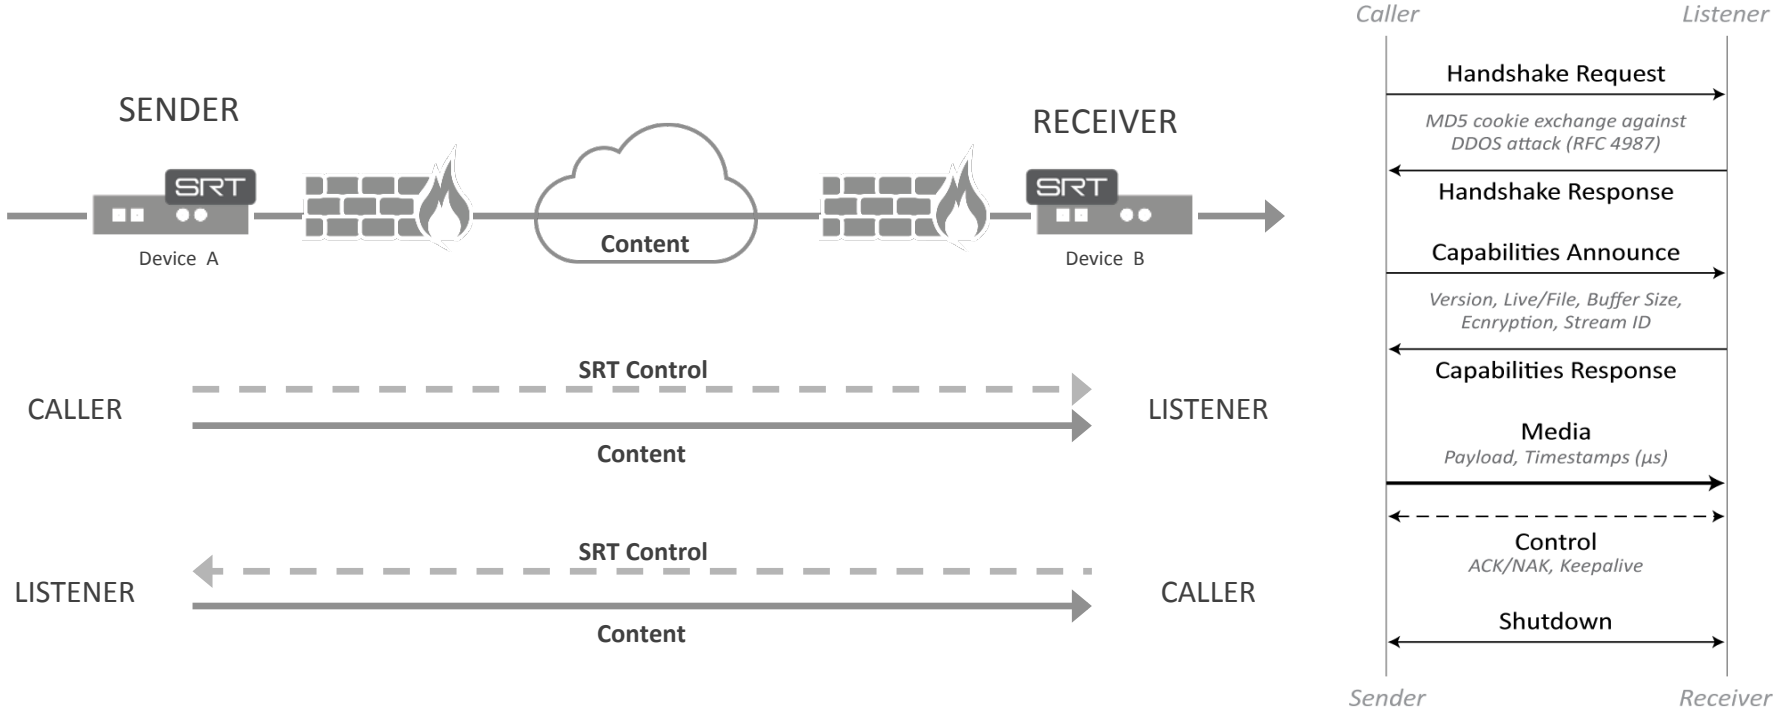 SENDER
RECEIVER
SRT
SRT
Content
Device A
Device B
SRT Control
CALLER
LISTENER
Content
SRT Control
LISTENER
CALLER
Content
Caller
Listener
Handshake Request
MD5 cookie exchange against
DDOS attack (RFC 4987)
Handshake Response
Capabilities Announce
Version, Live/File, Buffer Size,
Ecnryption, Stream ID
Capabilities Response
Media
Payload, Timestamps (µs)
Control
ACK/NAK, Keepalive
Shutdown
Sender
Receiver